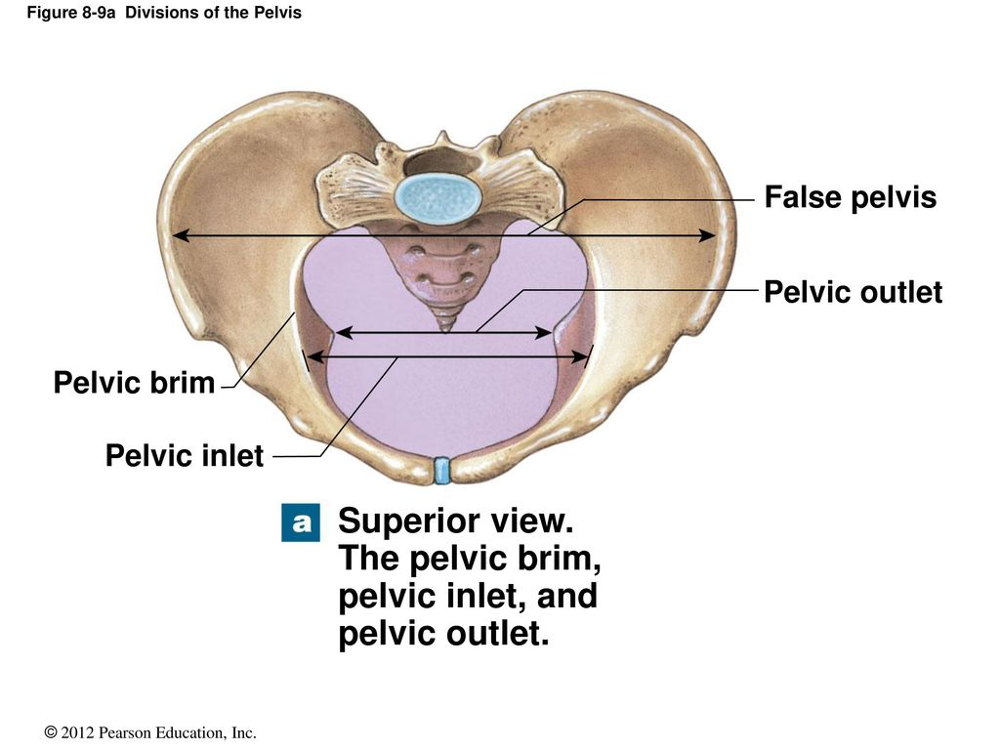 Figure 8-9a  Divisions of the Pelvis
False pelvis
Pelvic outlet
Pelvic brim
Pelvic inlet
a Superior view.
The pelvic brim,
pelvic inlet, and
pelvic outlet.
© 2012 Pearson Education, Inc.